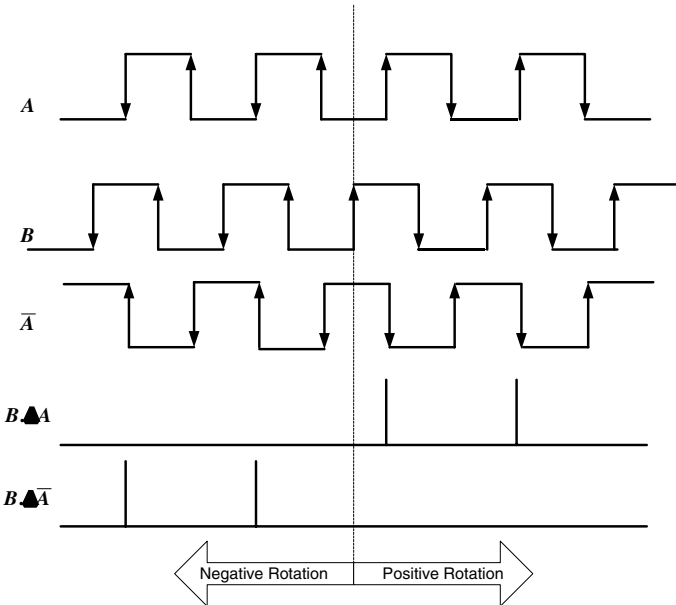 A
B
A̅
B.▲A
B.▲A̅
Negative Rotation
Positive Rotation